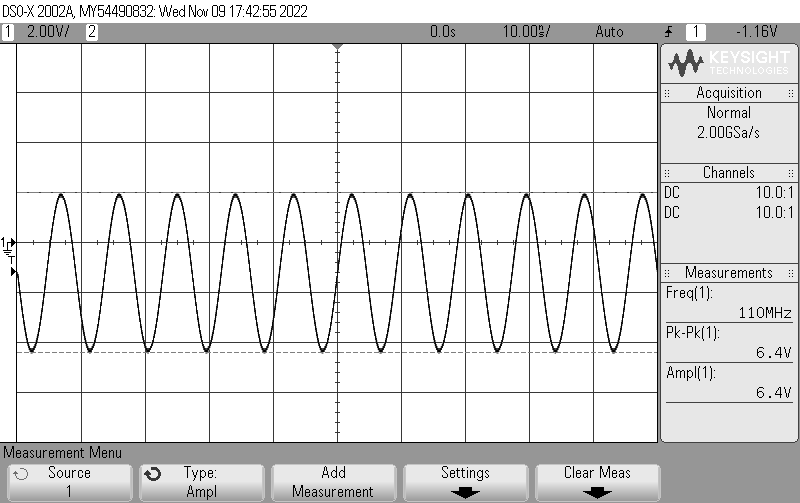 DSO-X 2002A, MY54490832: Wed Nov 09 17:42:55 2022
1 2.00V/ 2 0.0s 10.00ns/ Auto 1 -1.16V
KEYSIGHT
TECHNOLOGIES
Acquisition
Normal
2.00GSa/s
Channels
DC 10.0:1
DC 10.0:1
1
T
Measurements
Freq(1):
110MHz
Pk-Pk(1):
6.4V
Ampl(1):
6.4V
Measurement Menu
Source
1
Type:
Ampl
Add
Measurement
Settings
Clear Meas